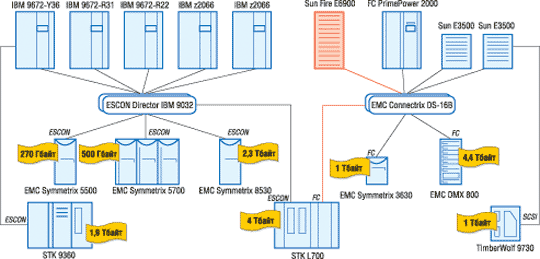 IBM 9672-Y36 IBM 9672-R31 IBM 9672-R22 IBM z2066 IBM z2066 Sun Fire E6900 FC PrimePower 2000 Sun E3500 Sun E3500
ESCON Director IBM 9032 EMC Connectrix DS-16B
ESCON ESCON ESCON FC FC
270 Гбайт 500 Гбайт 2,3 Тбайт 1 Тбайт 4,4 Тбайт
EMC Symmetrix 5500 EMC Symmetrix 5700 EMC Symmetrix 8530 EMC Symmetrix 3630 EMC DMX 800
ESCON ESCON FC SCSI
1,6 Тбайт 4 Тбайт 1 Тбайт
STK 9360 STK L700 TimberWolf 9730